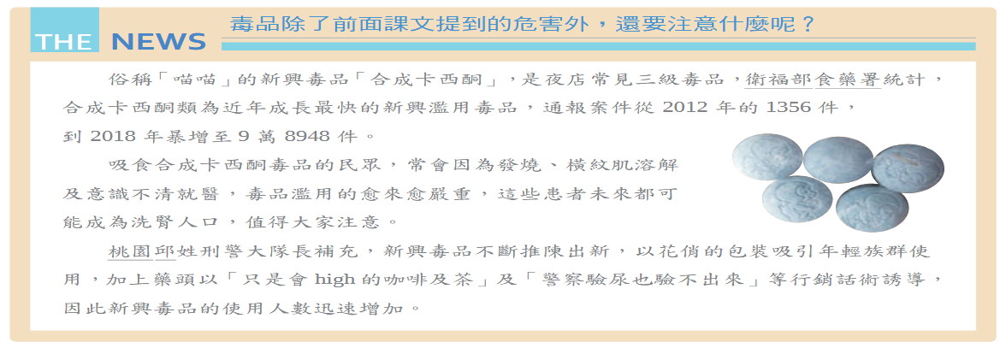 THE NEWS
毒品除了前面課文提到的危害外，還要注意什麼呢？
俗稱「喵喵」的新興毒品「合成卡西酮」，是夜店常見三級毒品，衛福部食藥署統計，
合成卡西酮類為近年成長最快的新興濫用毒品，通報案件從 2012 年的 1356 件，
到 2018 年暴增至 9 萬 8948 件。
吸食合成卡西酮毒品的民眾，常會因為發燒、橫紋肌溶解
及意識不清就醫，毒品濫用的愈來愈嚴重，這些患者未來都可
能成為洗腎人口，值得大家注意。
桃園邱姓刑警大隊長補充，新興毒品不斷推陳出新，以花俏的包裝吸引年輕族群使
用，加上藥頭以「只是會 high 的咖啡及茶」及「警察驗尿也驗不出來」等行銷話術誘導，
因此新興毒品的使用人數迅速增加。